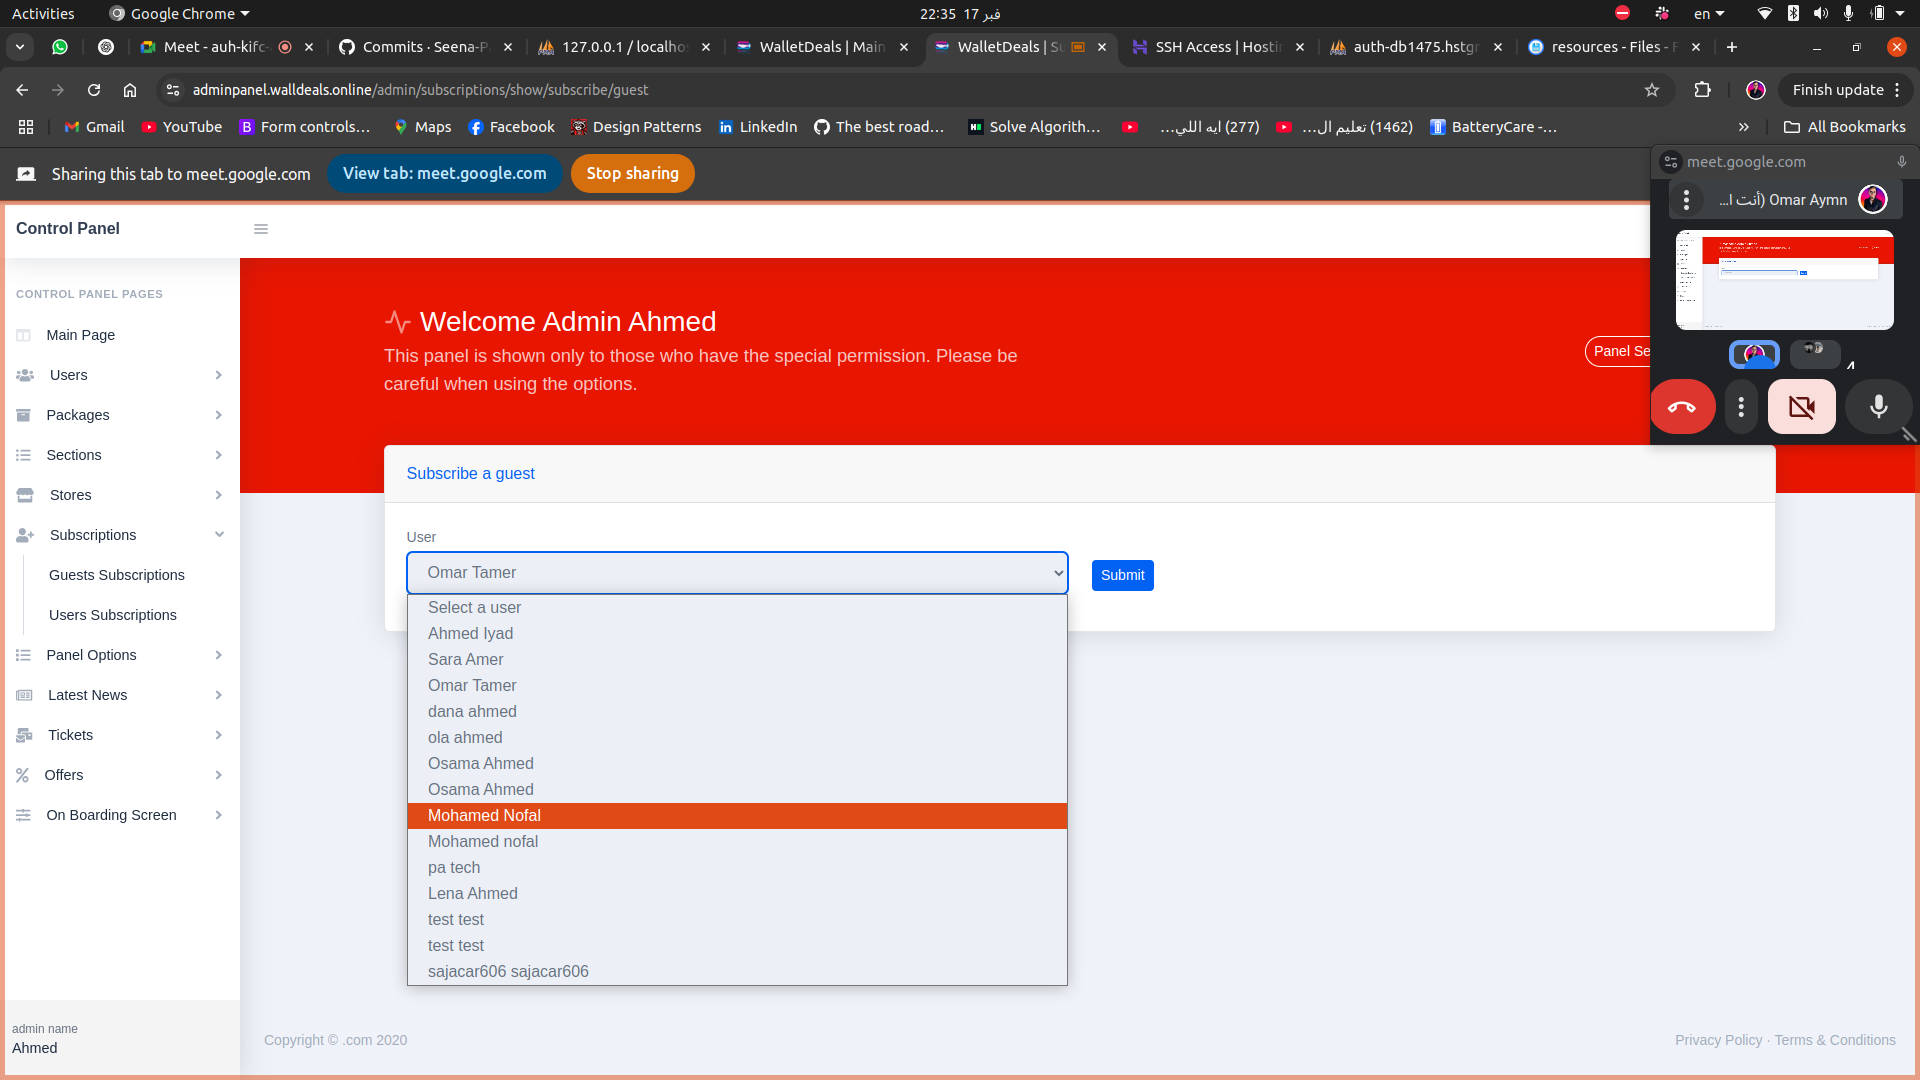 Activities
Google Chrome
22:35 17 فبر
en
Meet - auh-kifc-
Commits · Seena-P
127.0.0.1 / localhos
WalletDeals | Main
WalletDeals | Su
SSH Access | Hosti
auth-db1475.hstgr
resources - Files - F
adminpanel.walldeals.online/admin/subscriptions/show/subscribe/guest
Finish update
Gmail
YouTube
Form controls…
Maps
Facebook
Design Patterns
LinkedIn
The best road…
Solve Algorith…
(277) ايه اللي…
(1462) تعليم ال…
BatteryCare -…
All Bookmarks
Sharing this tab to meet.google.com
View tab: meet.google.com
Stop sharing
meet.google.com
Omar Aymn (أنت ا…
4
Control Panel
CONTROL PANEL PAGES
Main Page
Users
Packages
Sections
Stores
Subscriptions
Guests Subscriptions
Users Subscriptions
Panel Options
Latest News
Tickets
Offers
On Boarding Screen
admin name
Ahmed
Welcome Admin Ahmed
This panel is shown only to those who have the special permission. Please be
careful when using the options.
Panel Se
Subscribe a guest
User
Omar Tamer
Submit
Select a user
Ahmed Iyad
Sara Amer
Omar Tamer
dana ahmed
ola ahmed
Osama Ahmed
Osama Ahmed
Mohamed Nofal
Mohamed nofal
pa tech
Lena Ahmed
test test
test test
sajacar606 sajacar606
Copyright © .com 2020
Privacy Policy · Terms & Conditions